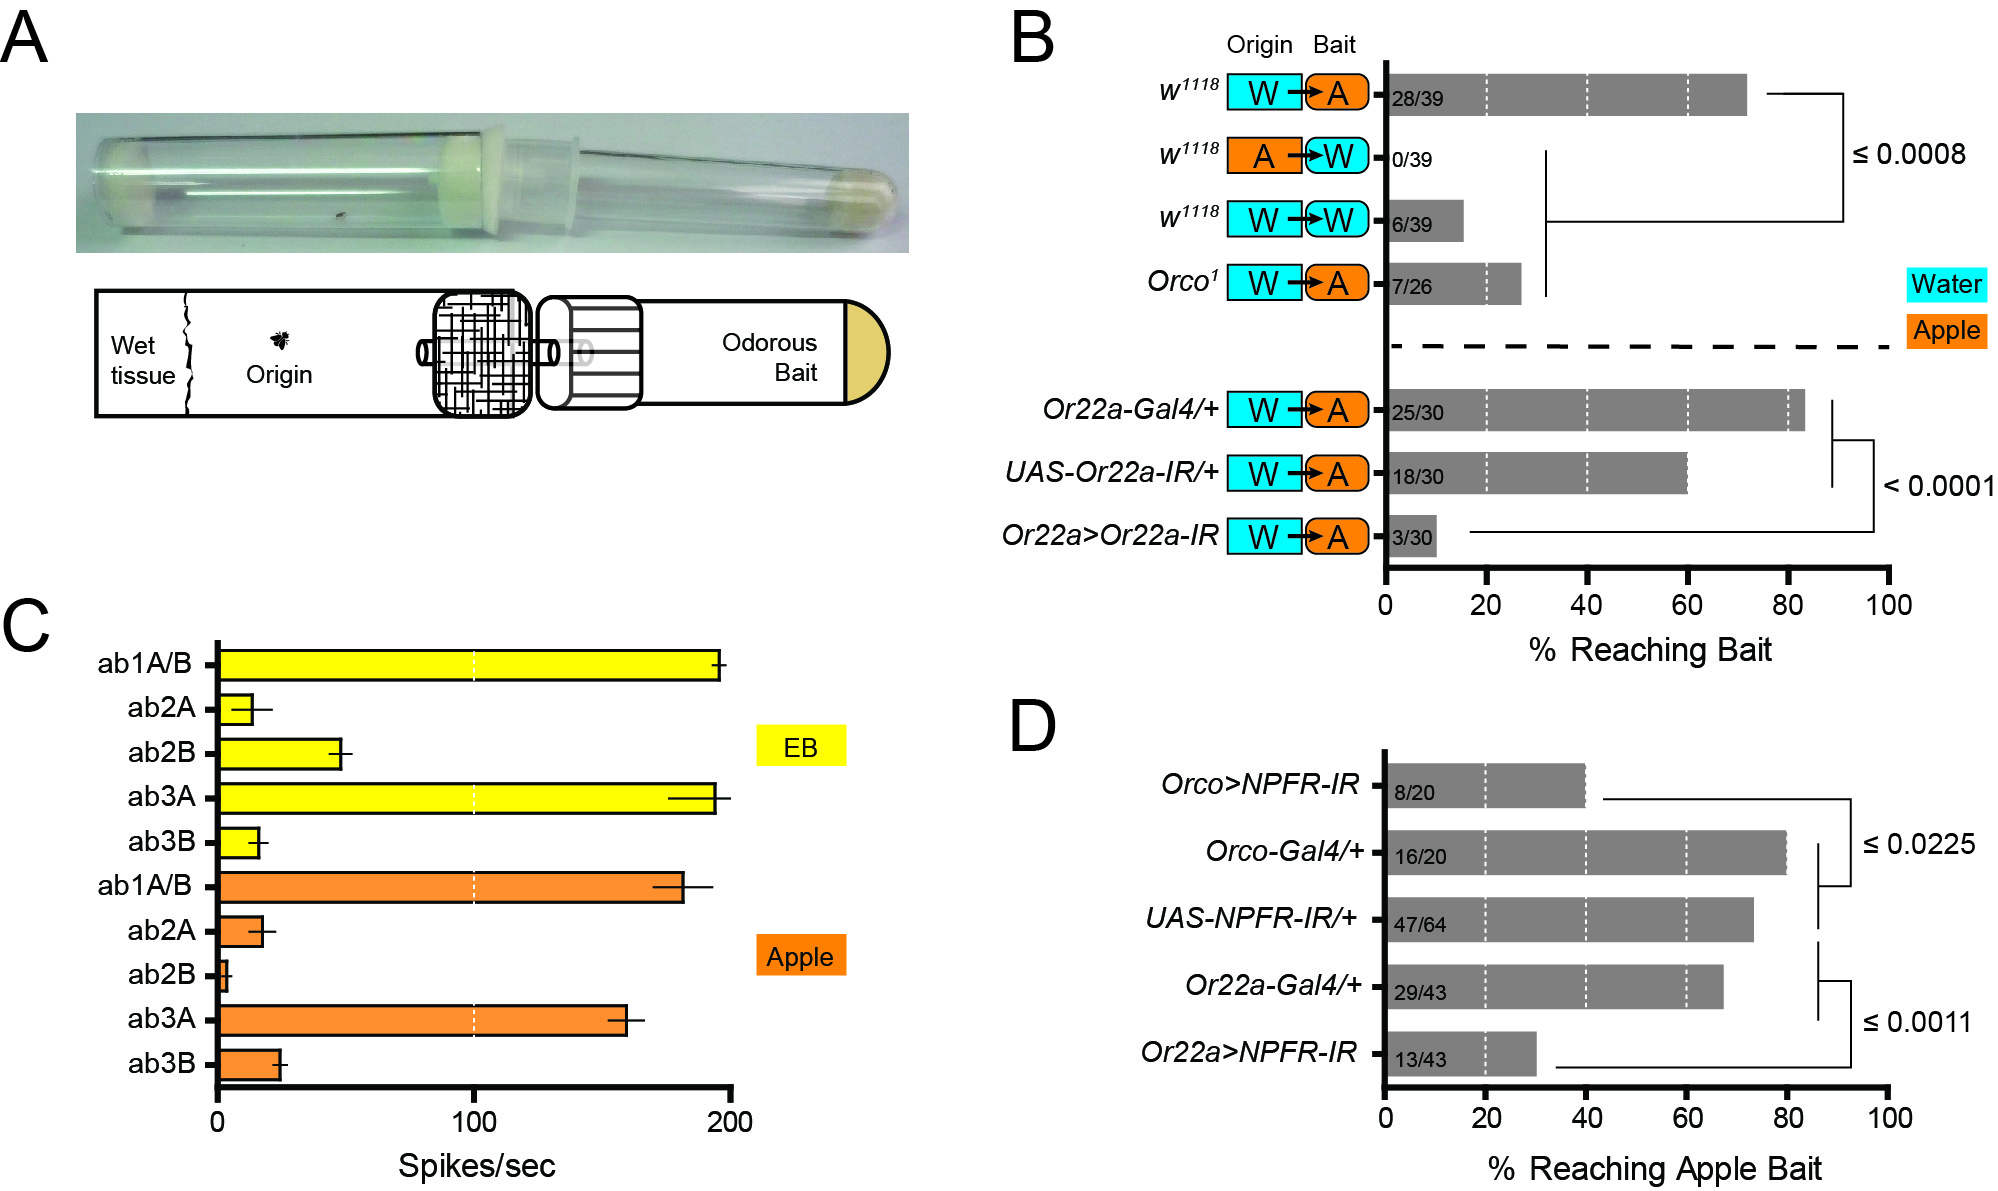 A
Wet
tissue
Origin
Odorous
Bait
B
Origin Bait
w1118 W A 28/39
w1118 A W 0/39
w1118 W W 6/39
Orco1 W A 7/26
≤ 0.0008
Water
Apple
Or22a-Gal4/+ W A 25/30
UAS-Or22a-IR/+ W A 18/30
Or22a>Or22a-IR W A 3/30
< 0.0001
0 20 40 60 80 100
% Reaching Bait
C
ab1A/B
ab2A
ab2B
ab3A
ab3B
ab1A/B
ab2A
ab2B
ab3A
ab3B
EB
Apple
0 100 200
Spikes/sec
D
Orco>NPFR-IR 8/20
Orco-Gal4/+ 16/20
UAS-NPFR-IR/+ 47/64
Or22a-Gal4/+ 29/43
Or22a>NPFR-IR 13/43
≤ 0.0225
≤ 0.0011
0 20 40 60 80 100
% Reaching Apple Bait